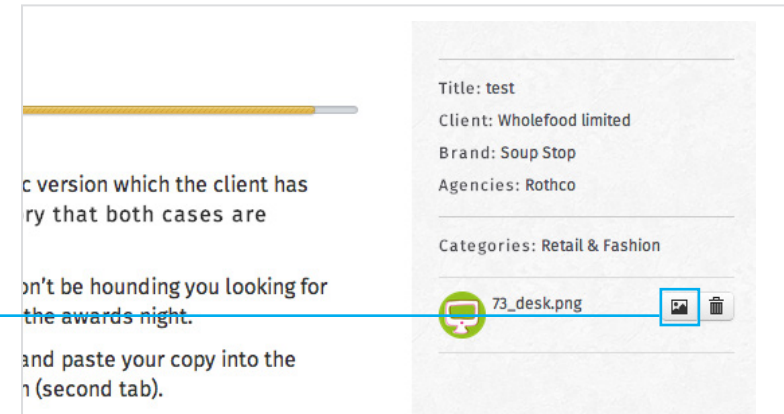 c version which the client has
ry that both cases are
on't be hounding you looking for
the awards night.
and paste your copy into the
n (second tab).
Title: test
Client: Wholefood limited
Brand: Soup Stop
Agencies: Rothco
Categories: Retail & Fashion
73_desk.png